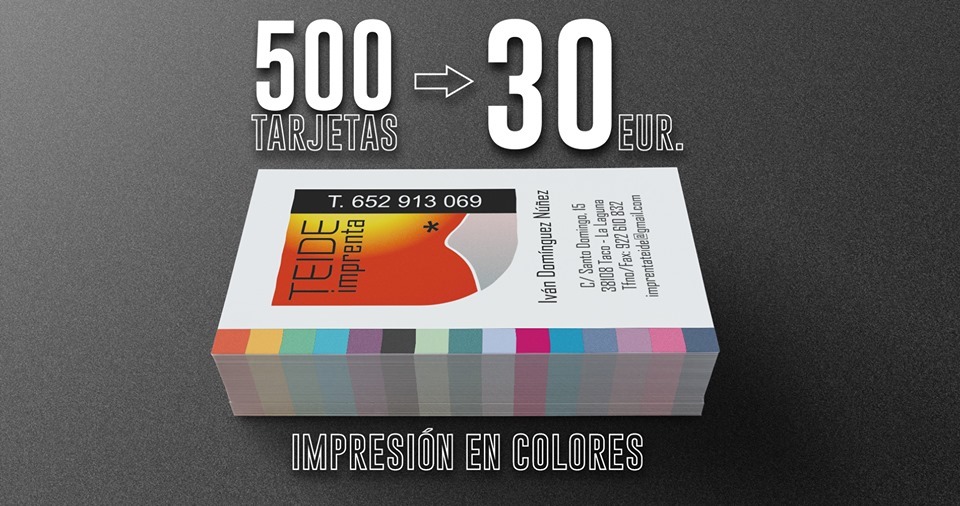 500
TARJETAS
30
EUR.
T. 652 913 069
TEIDE
imprenta
*
Iván Domínguez Núñez
C/ Santo Domingo, 15
38108 Taco - La Laguna
Tfno/Fax: 922 610 832
imprentateide@gmail.com
IMPRESIÓN EN COLORES